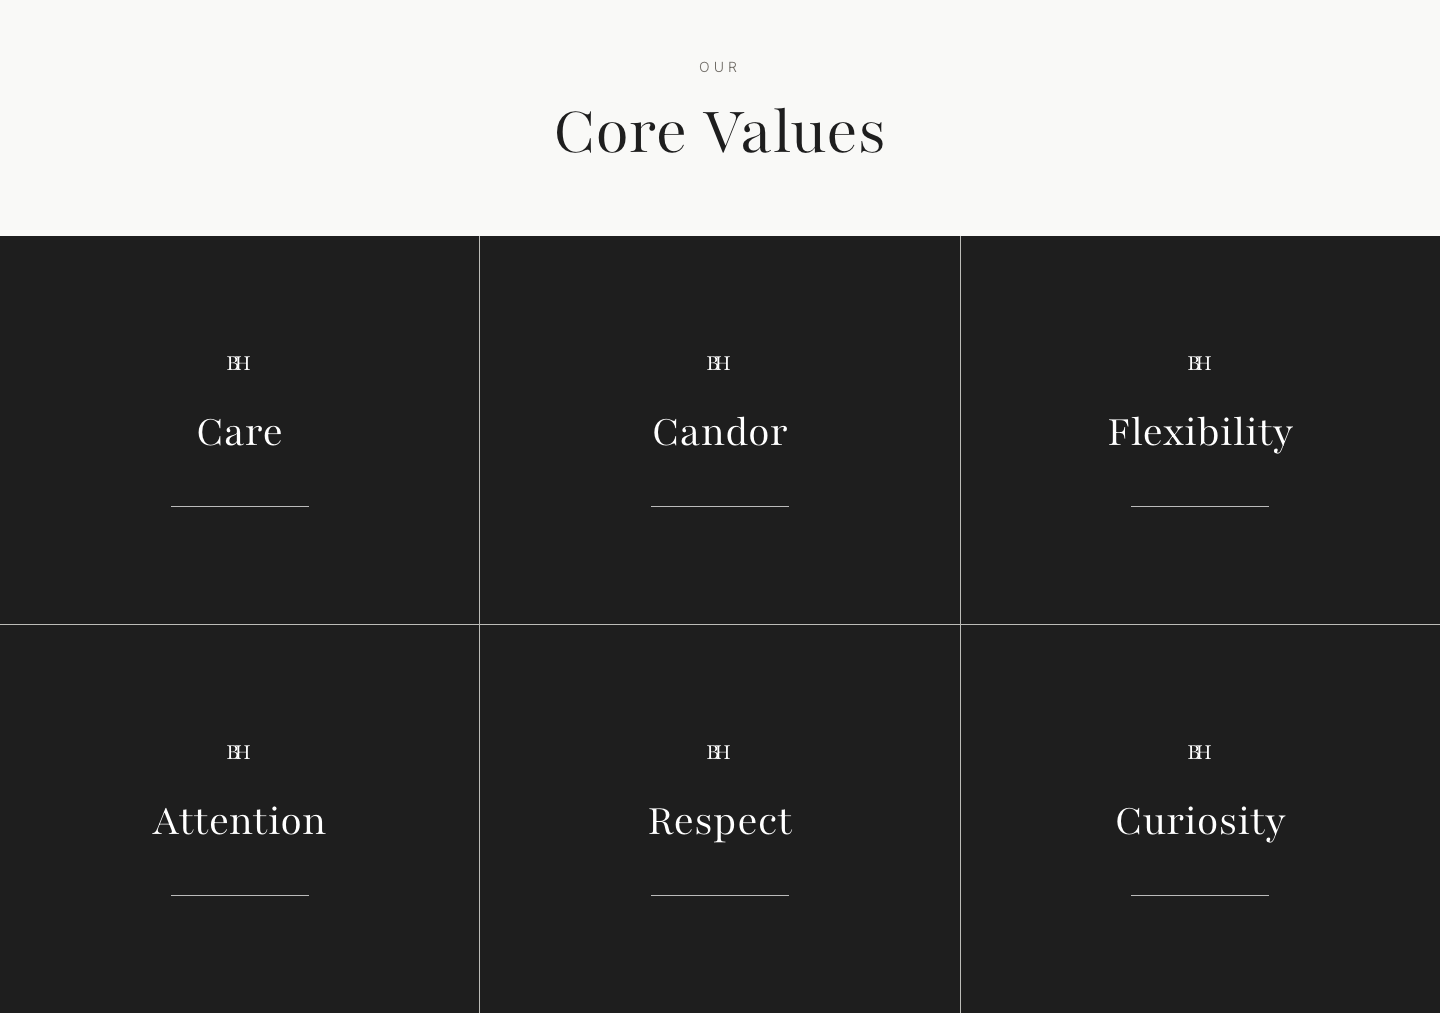 OUR
Core Values
BH
BH
BH
Care
Candor
Flexibility
BH
BH
BH
Attention
Respect
Curiosity